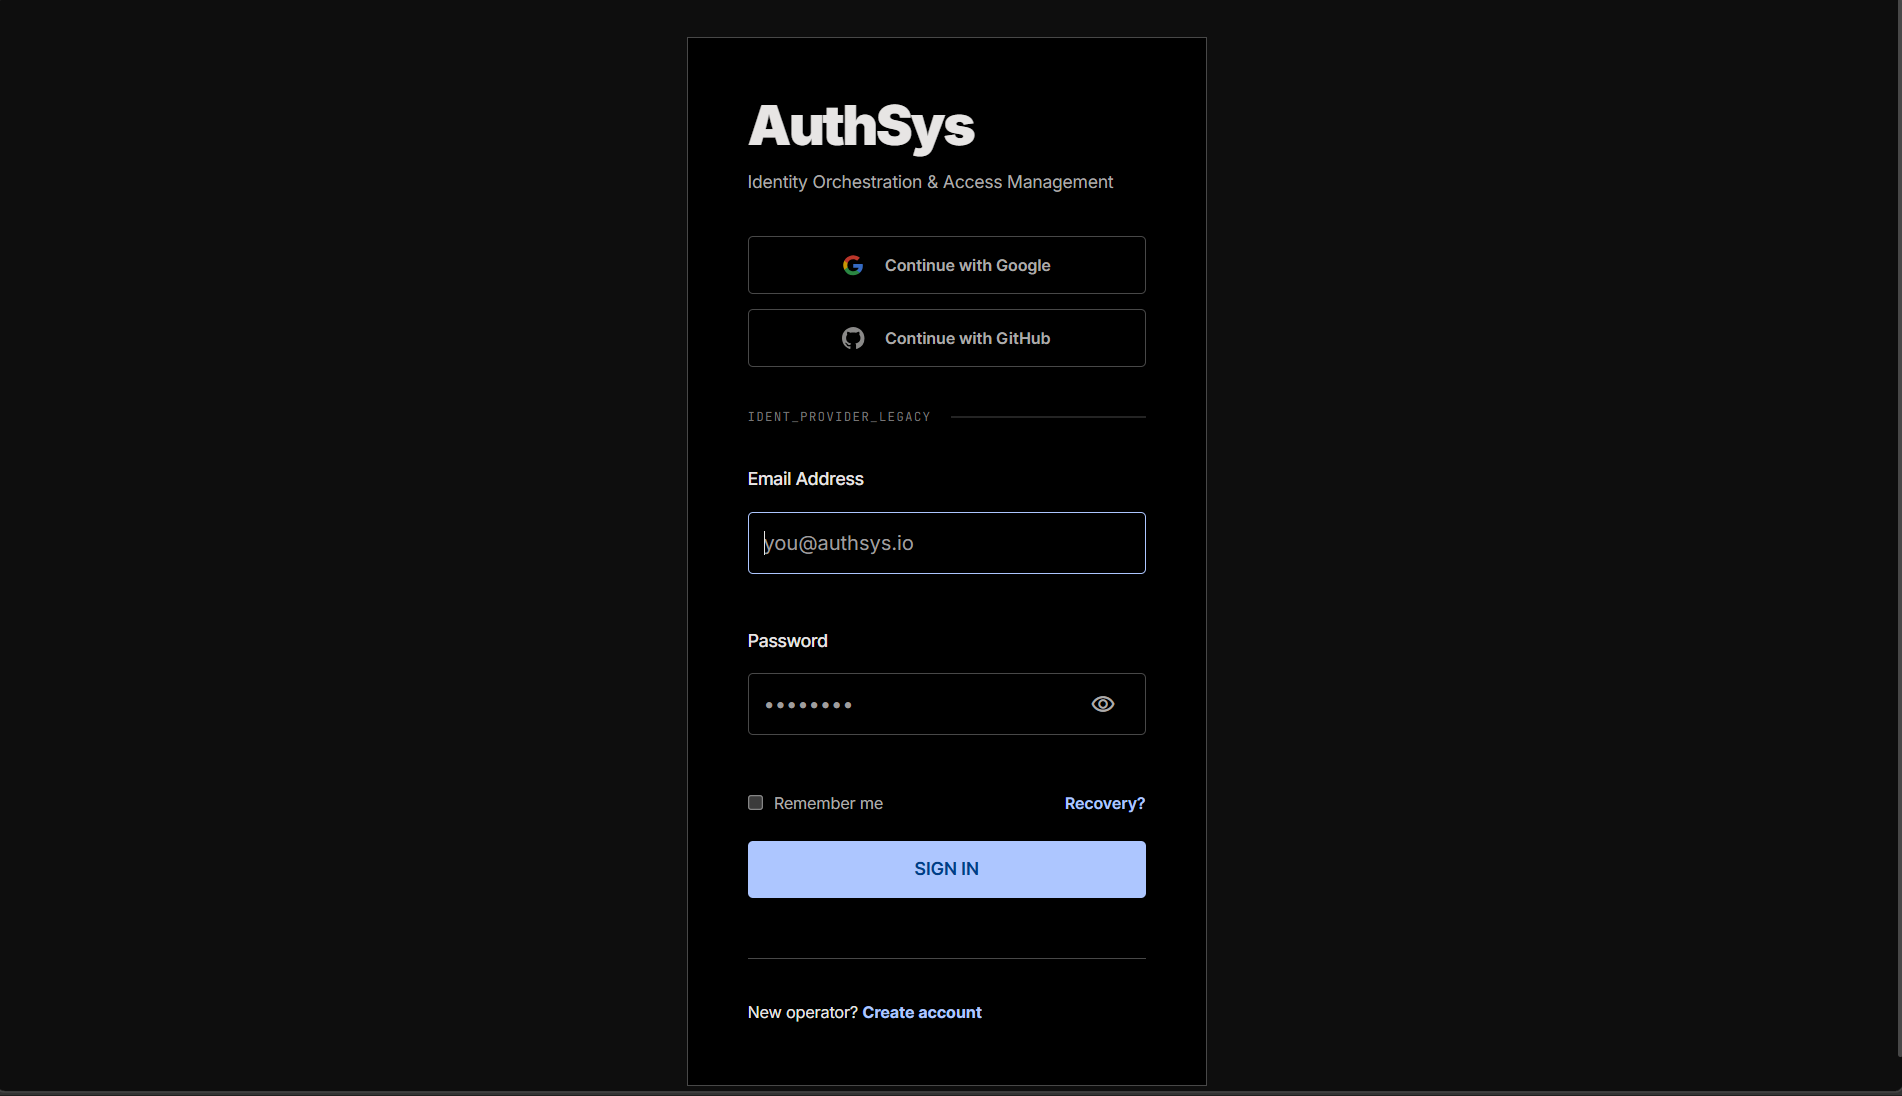 AuthSys
Identity Orchestration & Access Management
Continue with Google
Continue with GitHub
IDENT_PROVIDER_LEGACY
Email Address
you@authsys.io
Password
••••••••
Remember me
Recovery?
SIGN IN
New operator? Create account